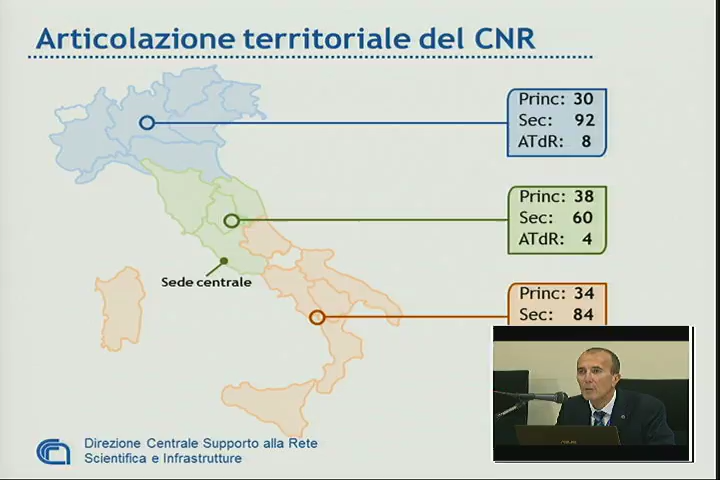 Articolazione territoriale del CNR
Princ: 30
Sec: 92
ATdR: 8
Princ: 38
Sec: 60
ATdR: 4
Sede centrale
Princ: 34
Sec: 84
Direzione Centrale Supporto alla Rete
Scientifica e Infrastrutture